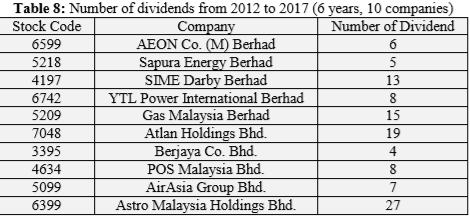 Table 8: Number of dividends from 2012 to 2017 (6 years, 10 companies)
Stock Code Company Number of Dividend
6599 AEON Co. (M) Berhad 6
5218 Sapura Energy Berhad 5
4197 SIME Darby Berhad 13
6742 YTL Power International Berhad 8
5209 Gas Malaysia Berhad 15
7048 Atlan Holdings Bhd. 19
3395 Berjaya Co. Bhd. 4
4634 POS Malaysia Bhd. 8
5099 AirAsia Group Bhd. 7
6399 Astro Malaysia Holdings Bhd. 27